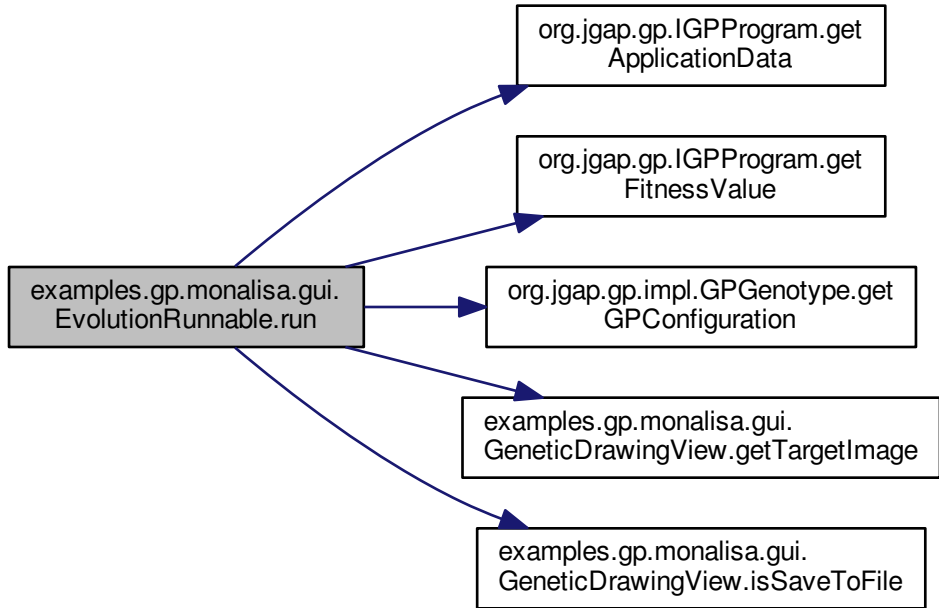 org.jgap.gp.IGPProgram.get
ApplicationData
org.jgap.gp.IGPProgram.get
FitnessValue
examples.gp.monalisa.gui.
EvolutionRunnable.run
org.jgap.gp.impl.GPGenotype.get
GPConfiguration
examples.gp.monalisa.gui.
GeneticDrawingView.getTargetImage
examples.gp.monalisa.gui.
GeneticDrawingView.isSaveToFile